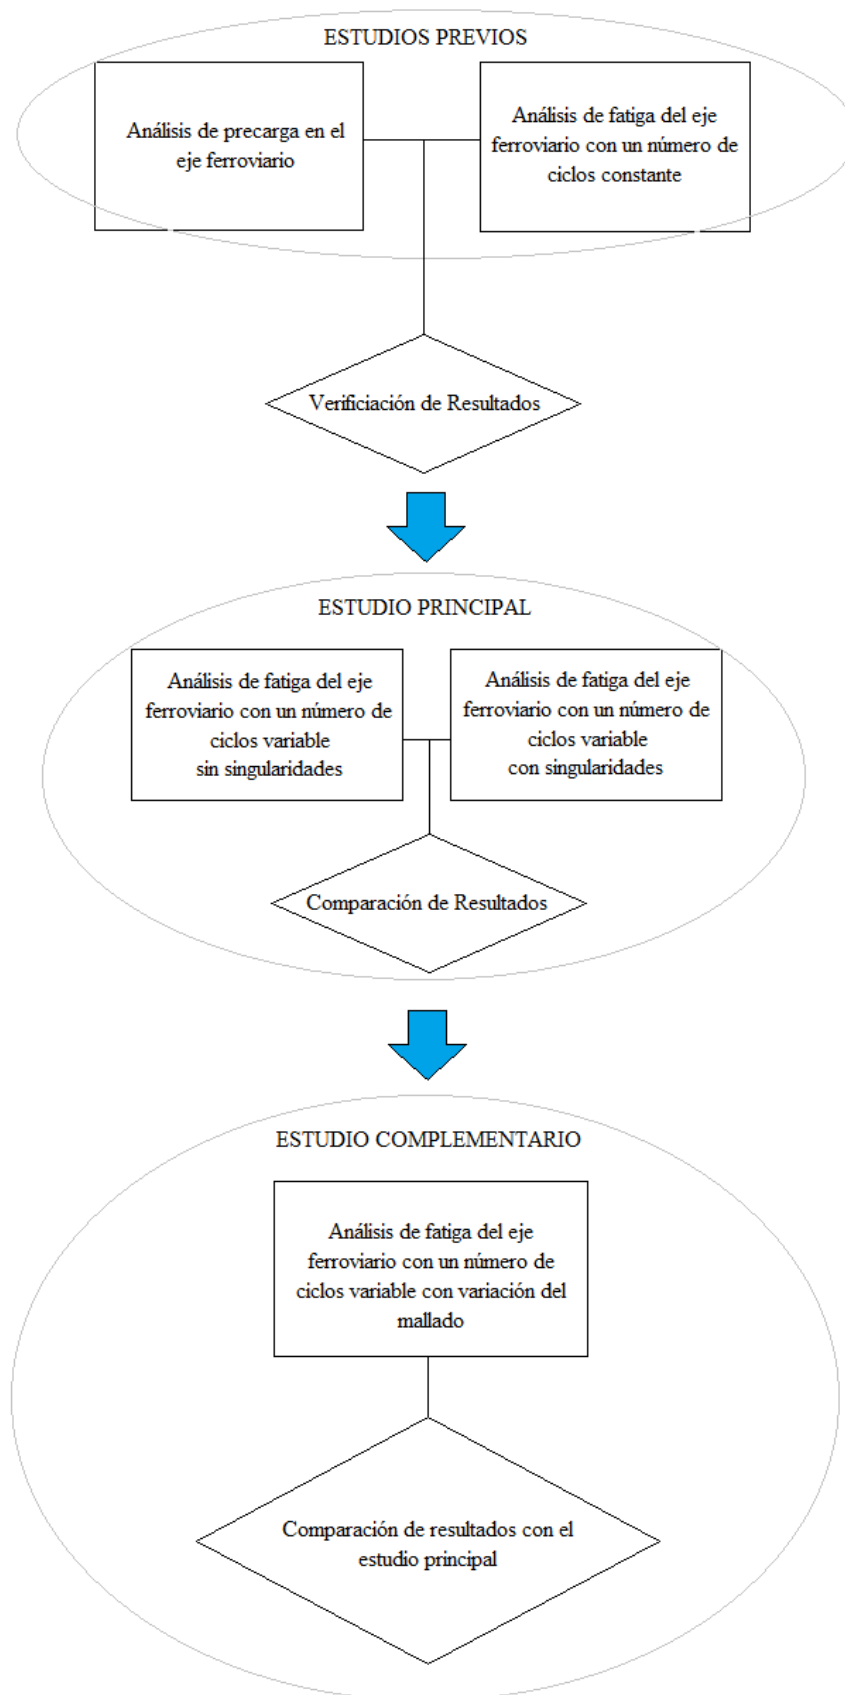 ESTUDIOS PREVIOS
Análisis de precarga en el
eje ferroviario
Análisis de fatiga del eje
ferroviario con un número de
ciclos constante
Verificiación de Resultados
ESTUDIO PRINCIPAL
Análisis de fatiga del eje
ferroviario con un número de
ciclos variable
sin singularidades
Análisis de fatiga del eje
ferroviario con un número de
ciclos variable
con singularidades
Comparación de Resultados
ESTUDIO COMPLEMENTARIO
Análisis de fatiga del eje
ferroviario con un número de
ciclos variable con variación del
mallado
Comparación de resultados con el
estudio principal